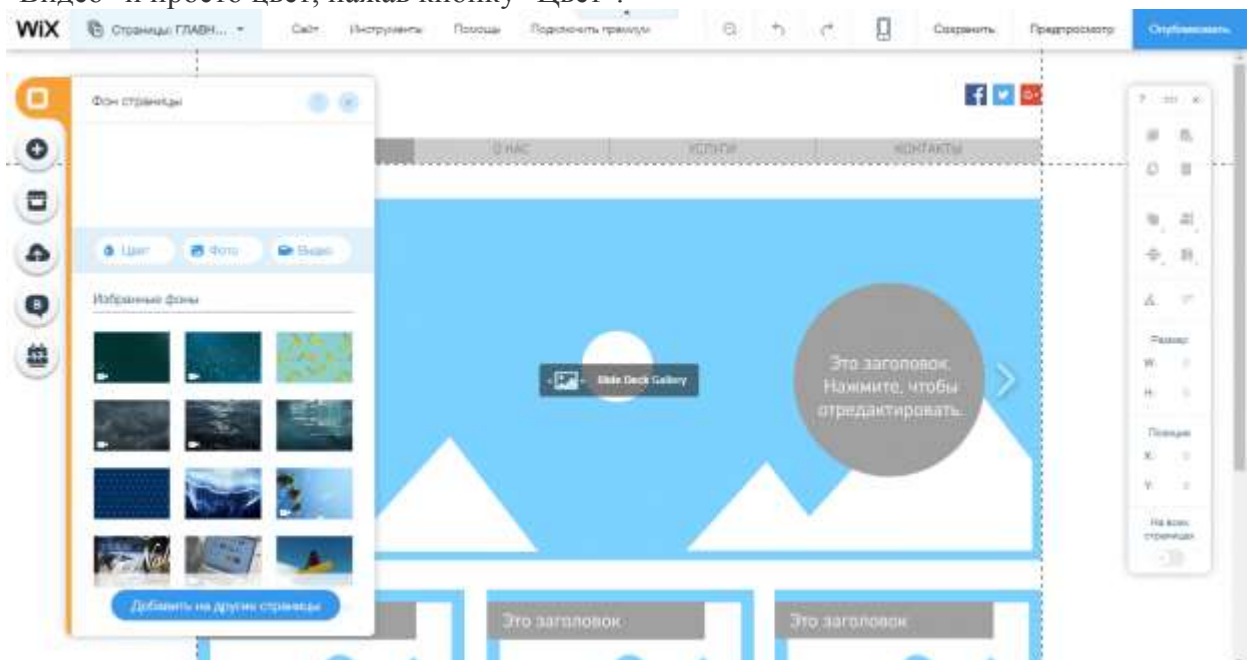 "Видео" и просто цвет, нажав кнопку "Цвет".
WiX
Страницы: ГЛАВН...
Сайт
Инструменты
Помощь
Подключить премиум
Сохранить
Предпросмотр
Опубликовать
Фон страницы
О НАС
УСЛУГИ
КОНТАКТЫ
Цвет
Фото
Видео
Избранные фоны
Slide Deck Gallery
Это заголовок.
Нажмите, чтобы
отредактировать.
Размер
W:
H:
Позиция
X:
Y:
На всех
страницах
Добавить на другие страницы
Это заголовок
Это заголовок